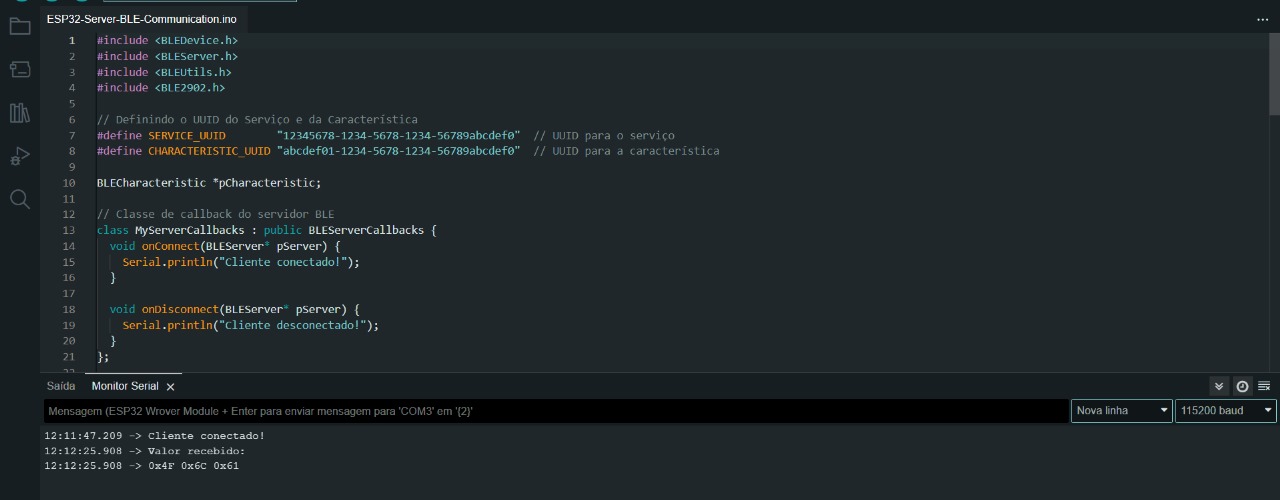 ESP32-Server-BLE-Communication.ino
1 #include <BLEDevice.h>
2 #include <BLEServer.h>
3 #include <BLEUtils.h>
4 #include <BLE2902.h>
5
6 // Definindo o UUID do Serviço e da Característica
7 #define SERVICE_UUID "12345678-1234-5678-1234-56789abcdef0" // UUID para o serviço
8 #define CHARACTERISTIC_UUID "abcdef01-1234-5678-1234-56789abcdef0" // UUID para a característica
9
10 BLECharacteristic *pCharacteristic;
11
12 // Classe de callback do servidor BLE
13 class MyServerCallbacks : public BLEServerCallbacks {
14 void onConnect(BLEServer* pServer) {
15 Serial.println("Cliente conectado!");
16 }
17
18 void onDisconnect(BLEServer* pServer) {
19 Serial.println("Cliente desconectado!");
20 }
21 };
Saída Monitor Serial
Mensagem (ESP32 Wrover Module + Enter para enviar mensagem para 'COM3' em '{2}' Nova linha 115200 baud
12:11:47.209 -> Cliente conectado!
12:12:25.908 -> Valor recebido:
12:12:25.908 -> 0x4F 0x6C 0x61